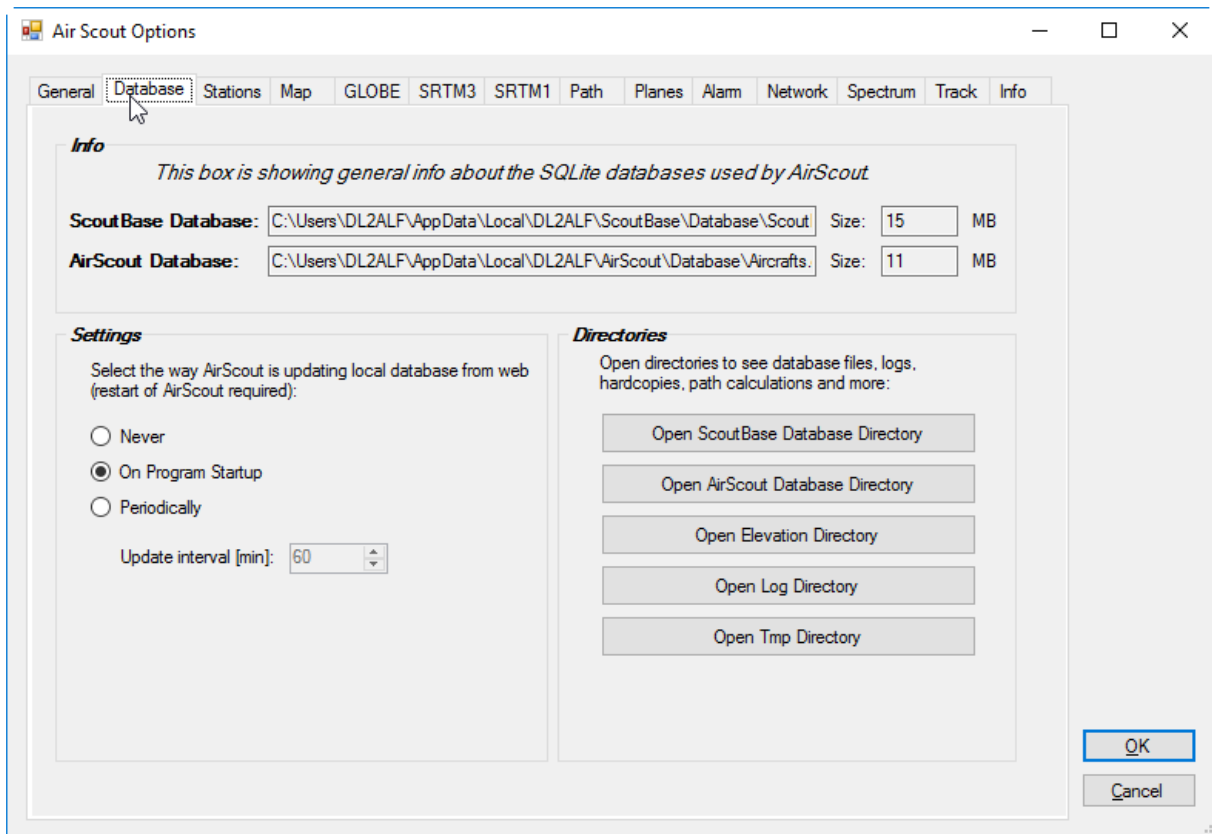 Air Scout Options
General Database Stations Map GLOBE SRTM3 SRTM1 Path Planes Alarm Network Spectrum Track Info
Info
This box is showing general info about the SQLite databases used by AirScout.
ScoutBase Database: C:\Users\DL2ALF\AppData\Local\DL2ALF\ScoutBase\Database\Scout Size: 15 MB
AirScout Database: C:\Users\DL2ALF\AppData\Local\DL2ALF\AirScout\Database\Aircrafts. Size: 11 MB
Settings
Select the way AirScout is updating local database from web
(restart of AirScout required):
Never
On Program Startup
Periodically
Update interval [min]: 60
Directories
Open directories to see database files, logs,
hardcopies, path calculations and more:
Open ScoutBase Database Directory
Open AirScout Database Directory
Open Elevation Directory
Open Log Directory
Open Tmp Directory
OK
Cancel